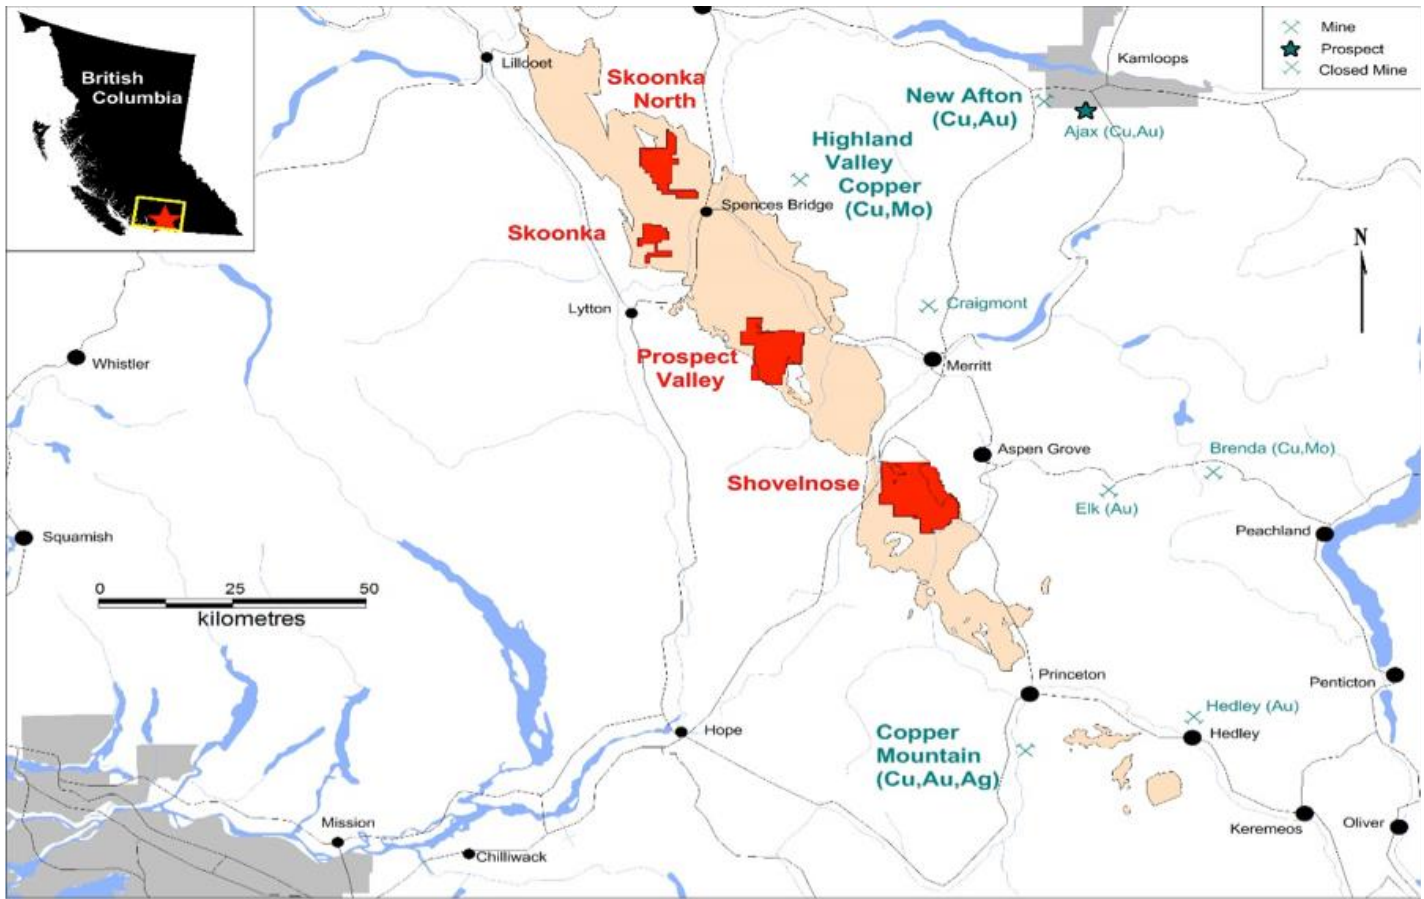 British
Columbia
Mine
Prospect
Closed Mine
Lillooet
Kamloops
Skoonka
North
New Afton
(Cu,Au)
Ajax (Cu,Au)
Highland
Valley
Copper
(Cu,Mo)
Spences Bridge
Skoonka
N
Lytton
Craigmont
Whistler
Prospect
Valley
Merritt
Aspen Grove
Brenda (Cu,Mo)
Shovelnose
Elk (Au)
Squamish
Peachland
0 25 50
kilometres
Princeton
Penticton
Hope
Copper
Mountain
(Cu,Au,Ag)
Hedley (Au)
Hedley
Mission
Keremeos
Oliver
Chilliwack